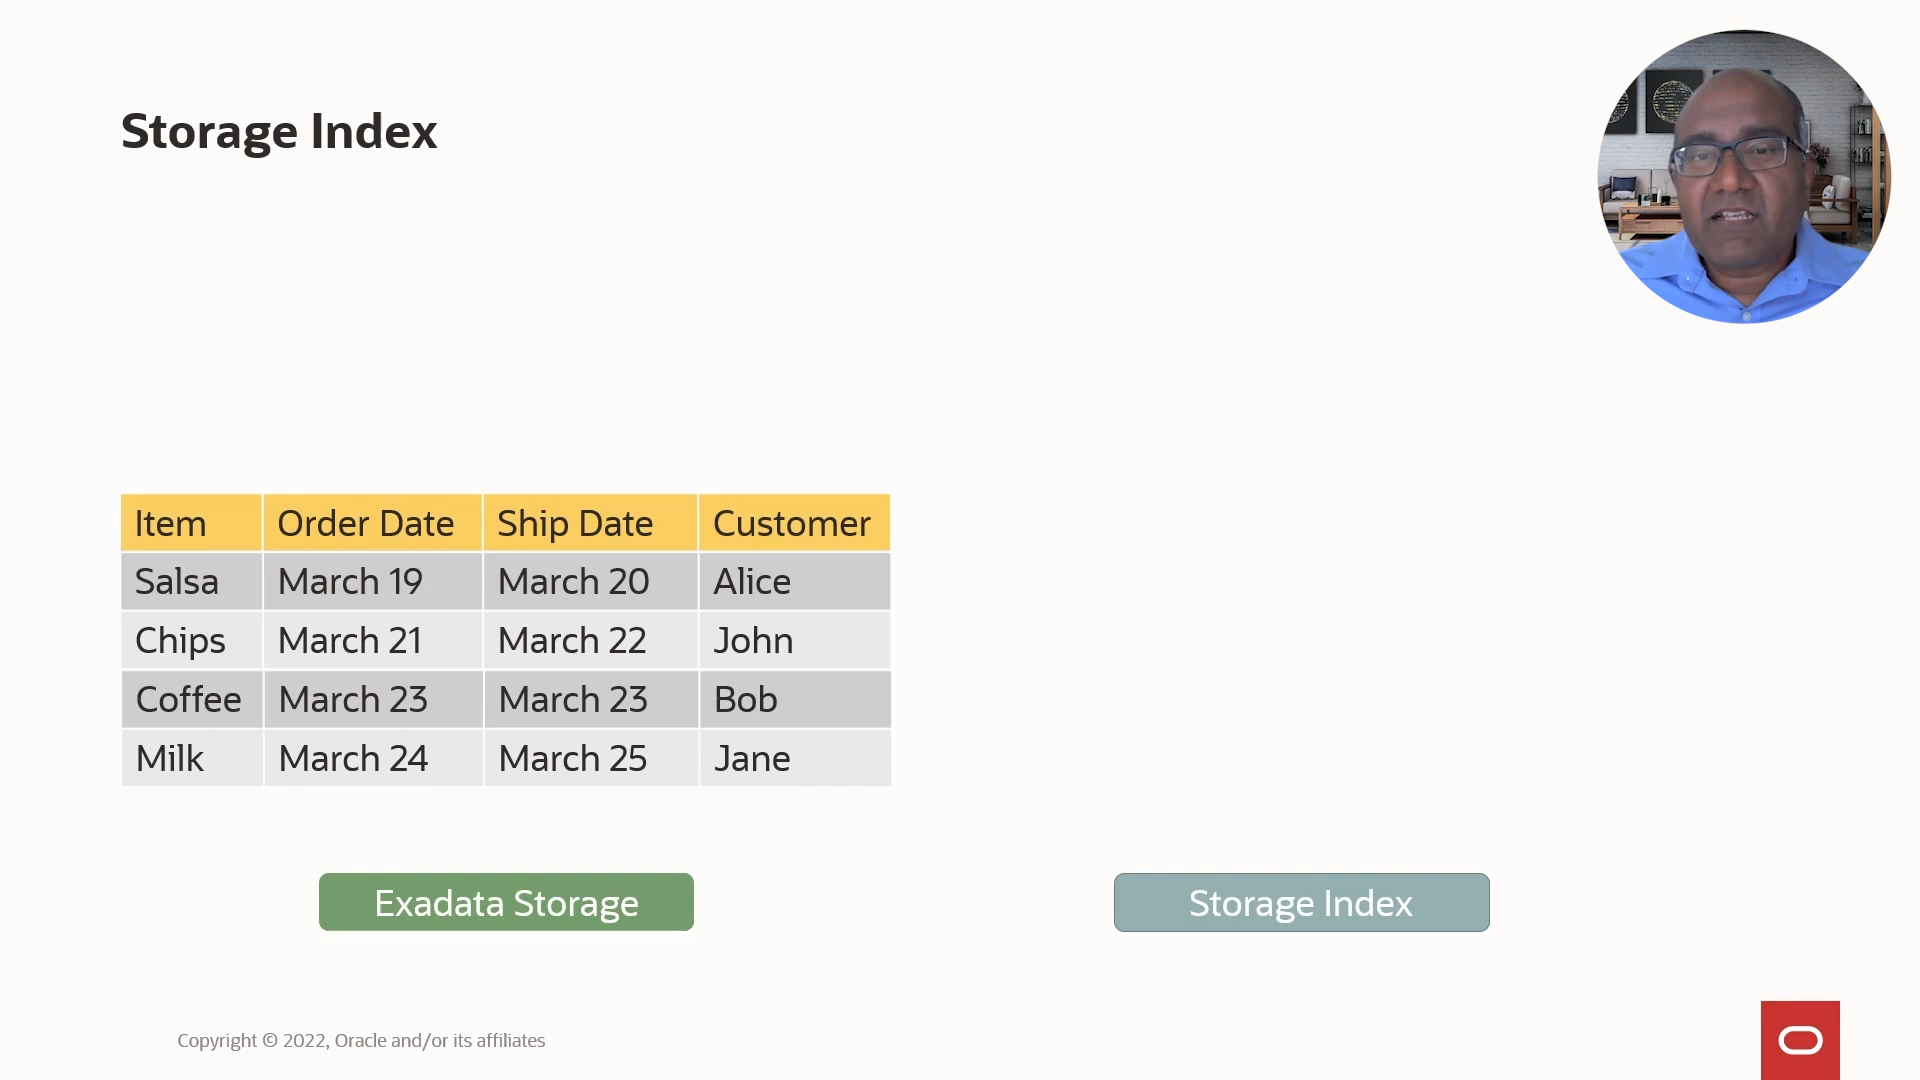 Storage Index
Item Order Date Ship Date Customer
Salsa March 19 March 20 Alice
Chips March 21 March 22 John
Coffee March 23 March 23 Bob
Milk March 24 March 25 Jane
Exadata Storage
Storage Index
Copyright © 2022, Oracle and/or its affiliates